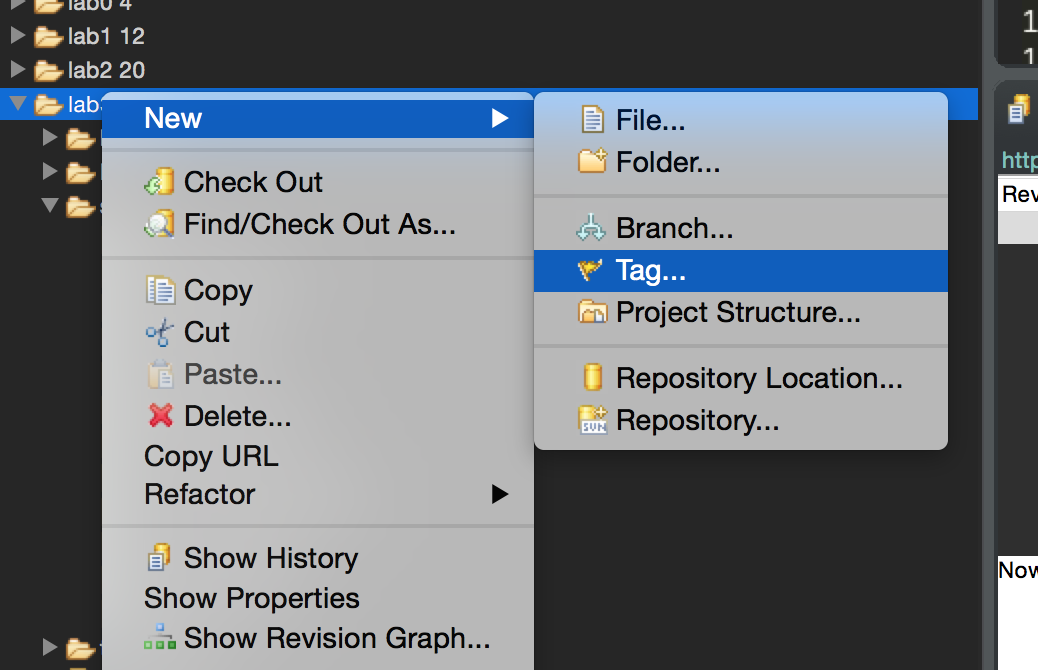 lab0 4
lab1 12
lab2 20
lab
New
Check Out
Find/Check Out As...
Copy
Cut
Paste...
Delete...
Copy URL
Refactor
Show History
Show Properties
Show Revision Graph...
File...
Folder...
Branch...
Tag...
Project Structure...
Repository Location...
SVN Repository...
1
1
http
Rev
Now